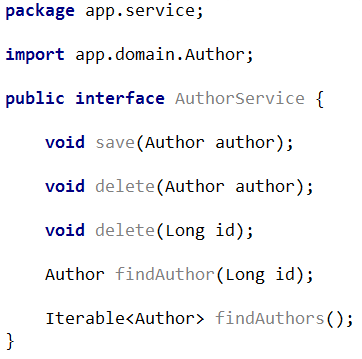 package app.service;
import app.domain.Author;
public interface AuthorService {
void save(Author author);
void delete(Author author);
void delete(Long id);
Author findAuthor(Long id);
Iterable<Author> findAuthors();
}